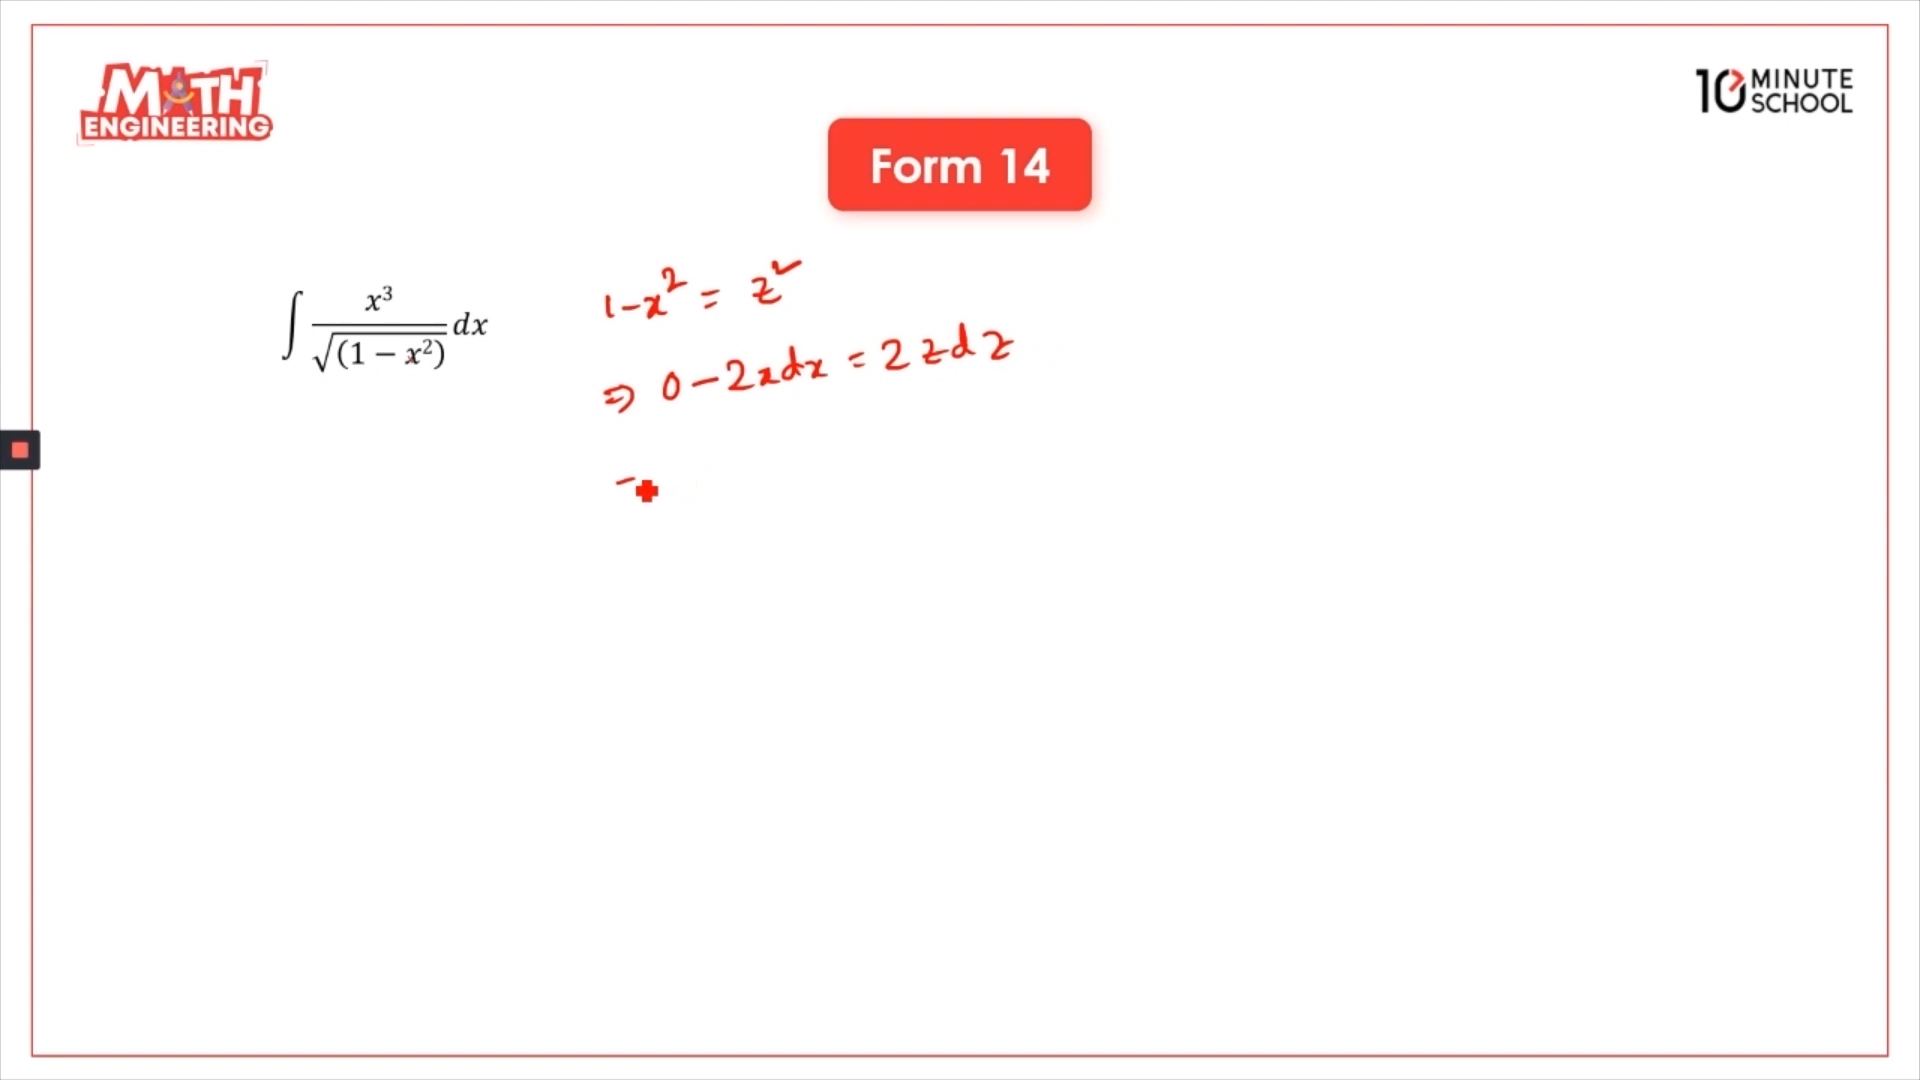 MATH
ENGINEERING
10 MINUTE
SCHOOL
Form 14
∫ x³/√(1 − x²) dx
1-x² = z²
⇒ 0-2xdx = 2zdz